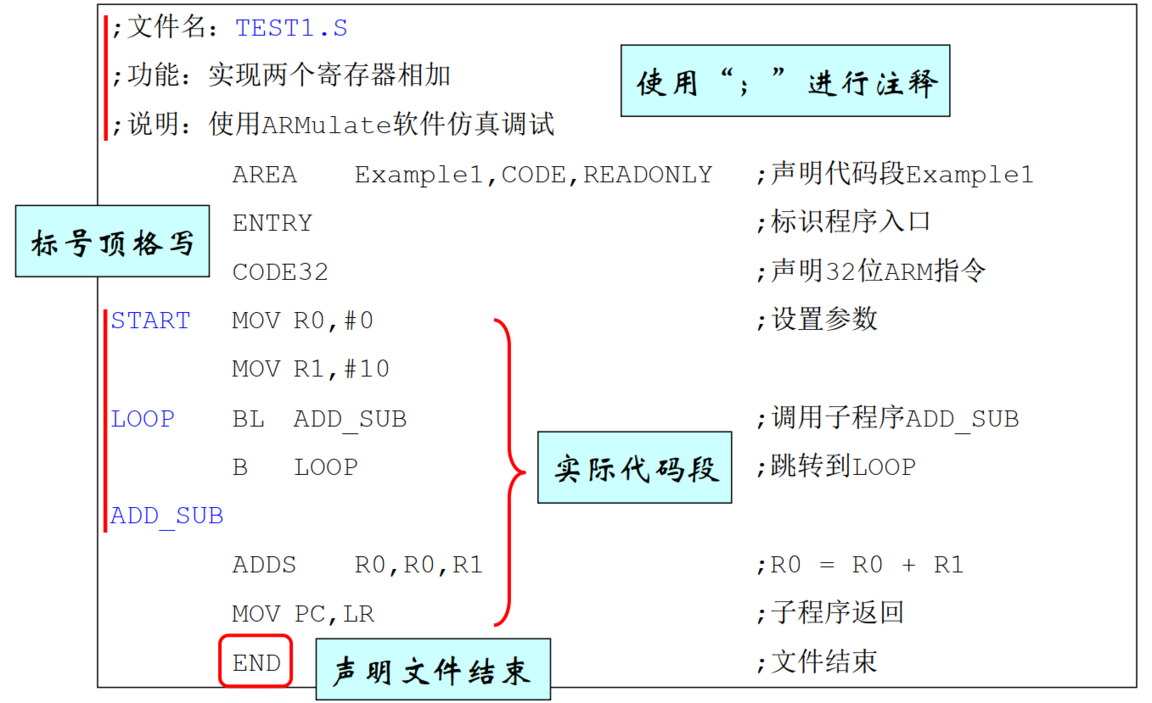 ;文件名：TEST1.S
;功能：实现两个寄存器相加
使用“；”进行注释
;说明：使用ARMulate软件仿真调试
AREA Example1,CODE,READONLY ;声明代码段Example1
标号顶格写
ENTRY ;标识程序入口
CODE32 ;声明32位ARM指令
START MOV R0,#0 ;设置参数
MOV R1,#10
LOOP BL ADD_SUB ;调用子程序ADD_SUB
实际代码段
B LOOP ;跳转到LOOP
ADD_SUB
ADDS R0,R0,R1 ;R0 = R0 + R1
MOV PC,LR ;子程序返回
END ;文件结束
声明文件结束